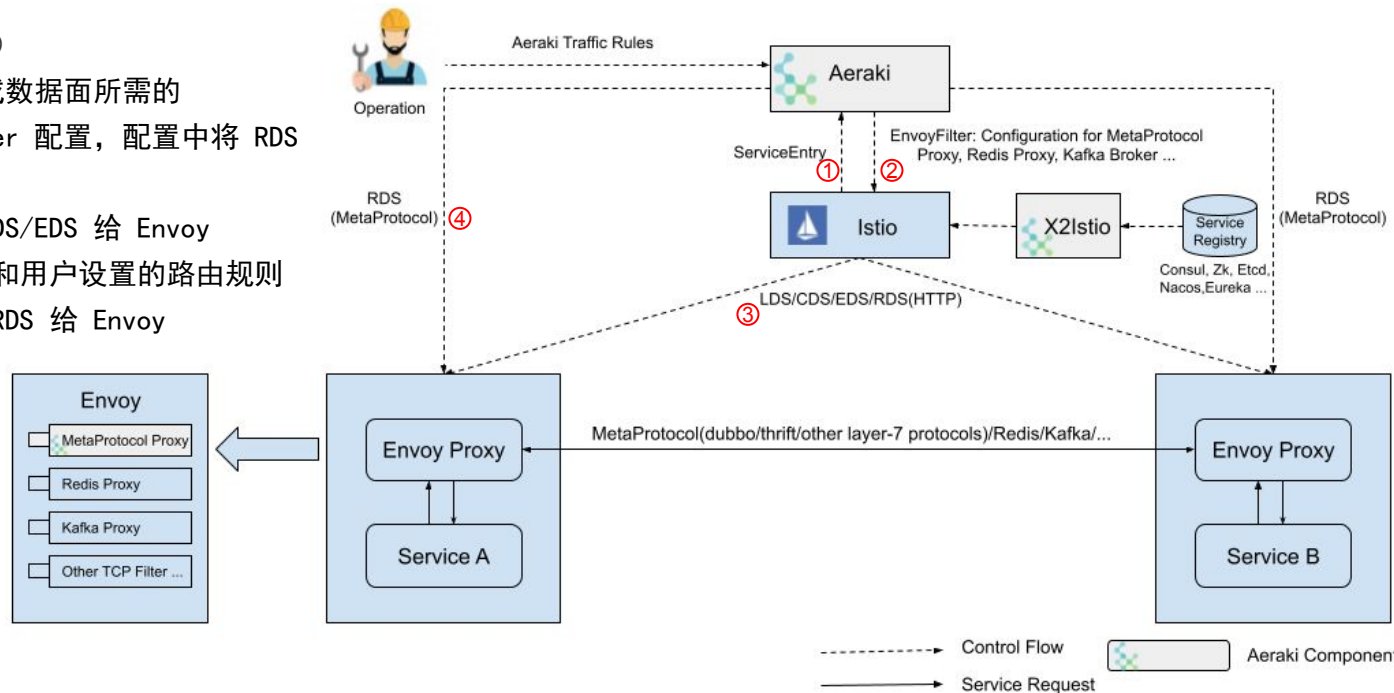 成数据面所需的
er 配置，配置中将 RDS
DS/EDS 给 Envoy
和用户设置的路由规则
RDS 给 Envoy
Operation
Aeraki Traffic Rules
Aeraki
ServiceEntry
①
②
EnvoyFilter: Configuration for MetaProtocol
Proxy, Redis Proxy, Kafka Broker ...
RDS
(MetaProtocol)
④
Istio
X2Istio
Service
Registry
Consul, Zk, Etcd,
Nacos,Eureka ...
RDS
(MetaProtocol)
③
LDS/CDS/EDS/RDS(HTTP)
Envoy
MetaProtocol Proxy
Redis Proxy
Kafka Proxy
Other TCP Filter ...
Envoy Proxy
Service A
MetaProtocol(dubbo/thrift/other layer-7 protocols)/Redis/Kafka/...
Envoy Proxy
Service B
Control Flow
Service Request
Aeraki Component